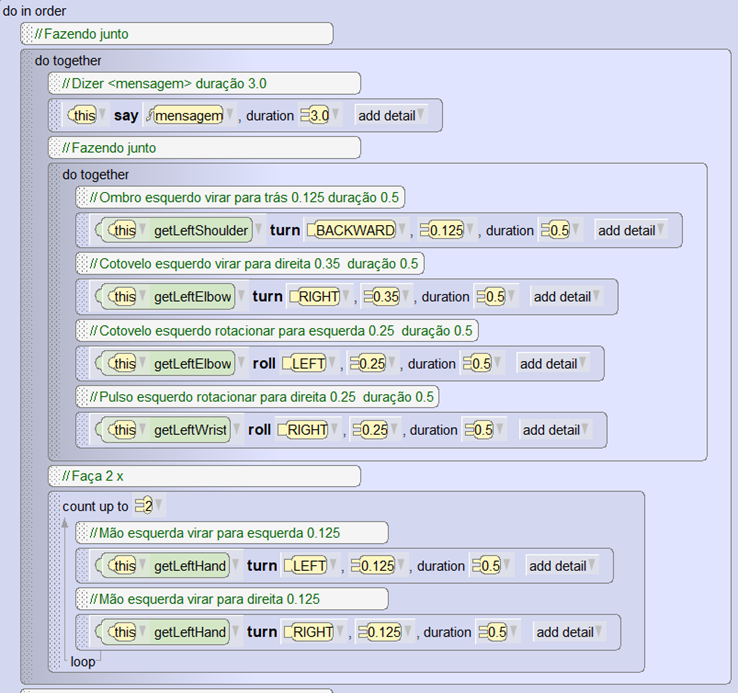 do in order
//Fazendo junto
do together
//Dizer <mensagem> duração 3.0
this say mensagem , duration 3.0 add detail
//Fazendo junto
do together
//Ombro esquerdo virar para trás 0.125 duração 0.5
this getLeftShoulder turn BACKWARD , 0.125 , duration 0.5 add detail
//Cotovelo esquerdo virar para direita 0.35 duração 0.5
this getLeftElbow turn RIGHT , 0.35 , duration 0.5 add detail
//Cotovelo esquerdo rotacionar para esquerda 0.25 duração 0.5
this getLeftElbow roll LEFT , 0.25 , duration 0.5 add detail
//Pulso esquerdo rotacionar para direita 0.25 duração 0.5
this getLeftWrist roll RIGHT , 0.25 , duration 0.5 add detail
//Faça 2 x
count up to 2
//Mão esquerda virar para esquerda 0.125
this getLeftHand turn LEFT , 0.125 , duration 0.5 add detail
//Mão esquerda virar para direita 0.125
this getLeftHand turn RIGHT , 0.125 , duration 0.5 add detail
loop